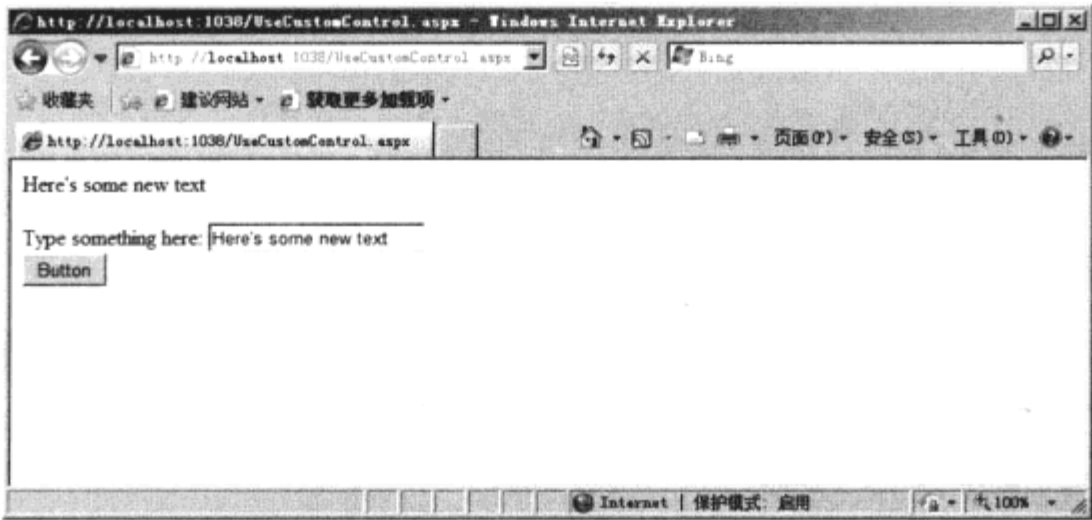 http://localhost:1038/UseCustomControl.aspx - Windows Internet Explorer
http://localhost:1038/UseCustomControl.aspx Bing
收藏夹 建议网站 获取更多加载项
http://localhost:1038/UseCustomControl.aspx 页面(P) 安全(S) 工具(O)
Here's some new text
Type something here: Here's some new text
Button
Internet | 保护模式: 启用 100%